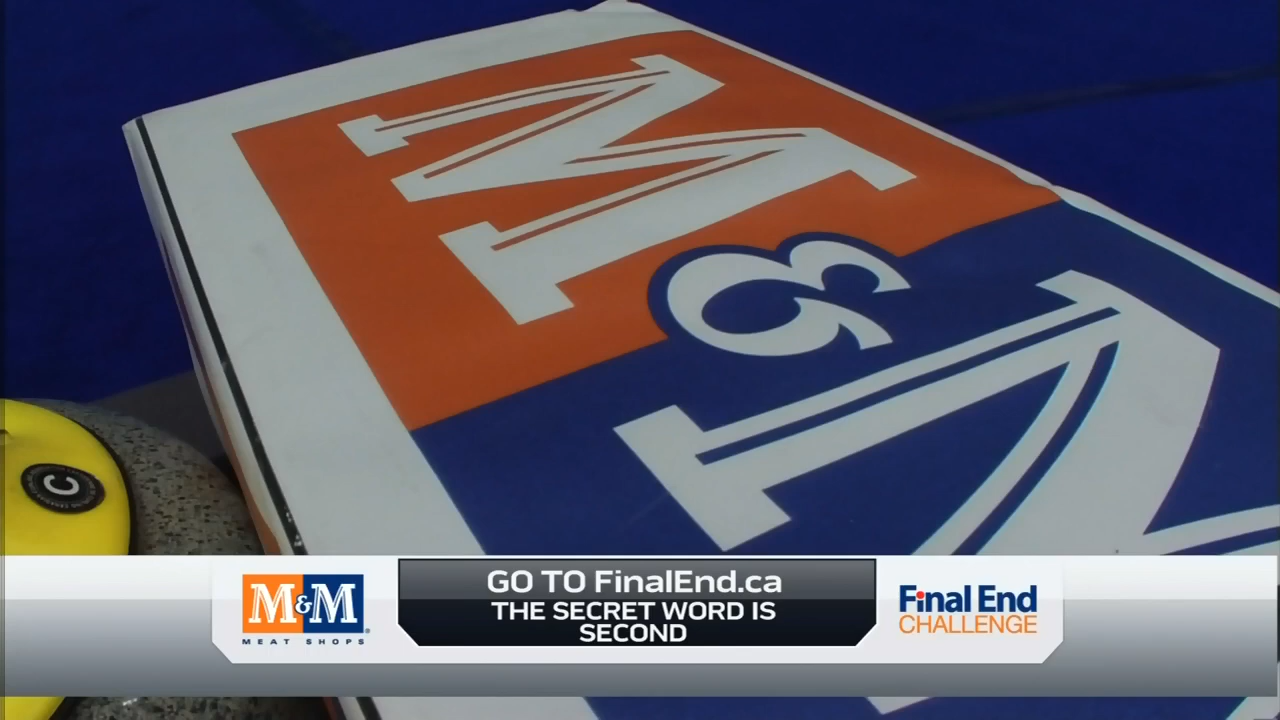 M
&
M
C
M&M
MEAT SHOPS
GO TO FinalEnd.ca
THE SECRET WORD IS
SECOND
Final End
CHALLENGE